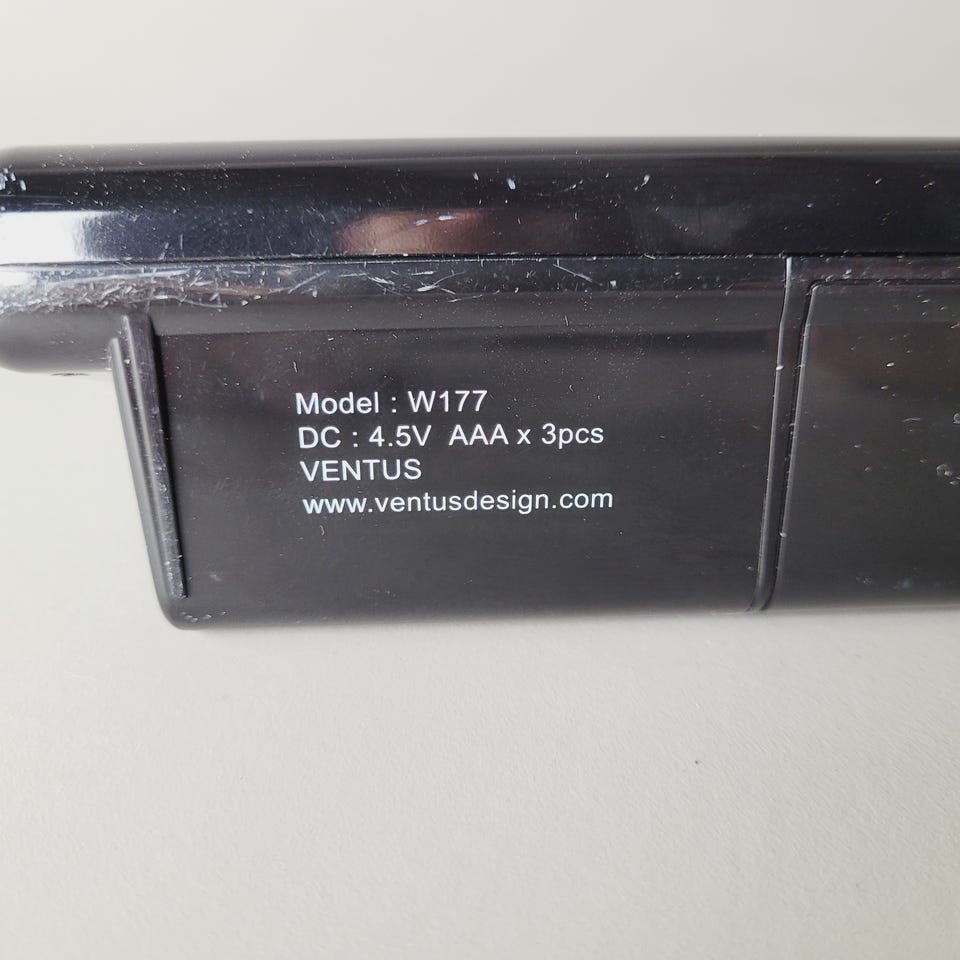 Model : W177
DC : 4.5V AAA x 3pcs
VENTUS
www.ventusdesign.com